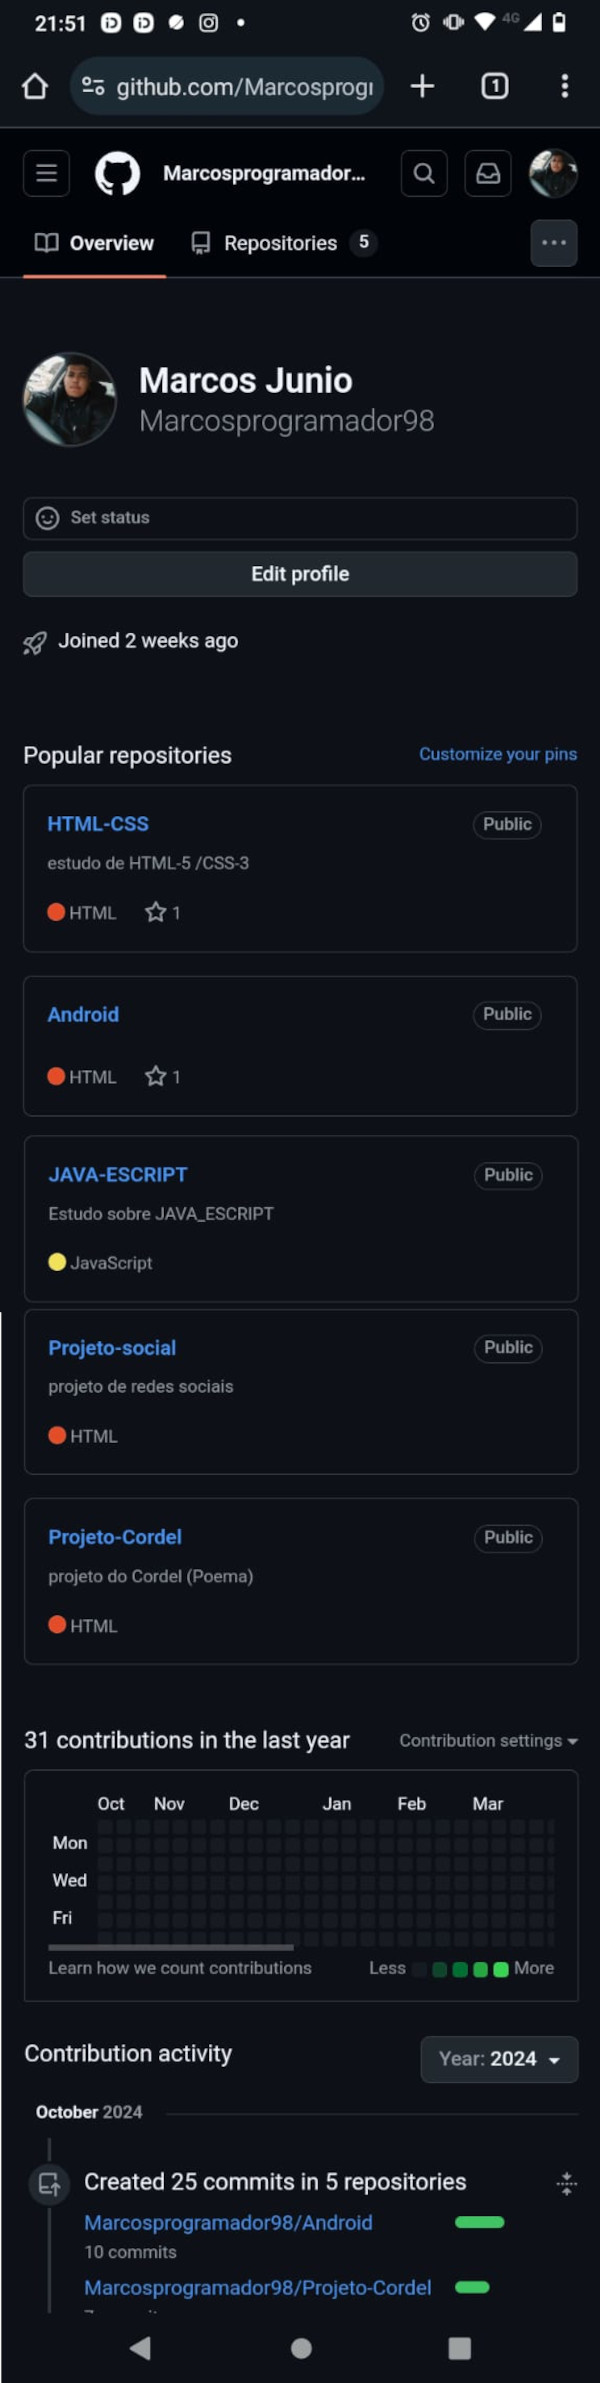 21:51
4G
github.com/Marcosprogr
1
Marcosprogramador...
Overview
Repositories 5
Marcos Junio
Marcosprogramador98
Set status
Edit profile
Joined 2 weeks ago
Popular repositories
Customize your pins
HTML-CSS
Public
estudo de HTML-5 /CSS-3
HTML 1
Android
Public
HTML 1
JAVA-ESCRIPT
Public
Estudo sobre JAVA_ESCRIPT
JavaScript
Projeto-social
Public
projeto de redes sociais
HTML
Projeto-Cordel
Public
projeto do Cordel (Poema)
HTML
31 contributions in the last year
Contribution settings
Oct Nov Dec Jan Feb Mar
Mon
Wed
Fri
Learn how we count contributions
Less More
Contribution activity
Year: 2024
October 2024
Created 25 commits in 5 repositories
Marcosprogramador98/Android
10 commits
Marcosprogramador98/Projeto-Cordel